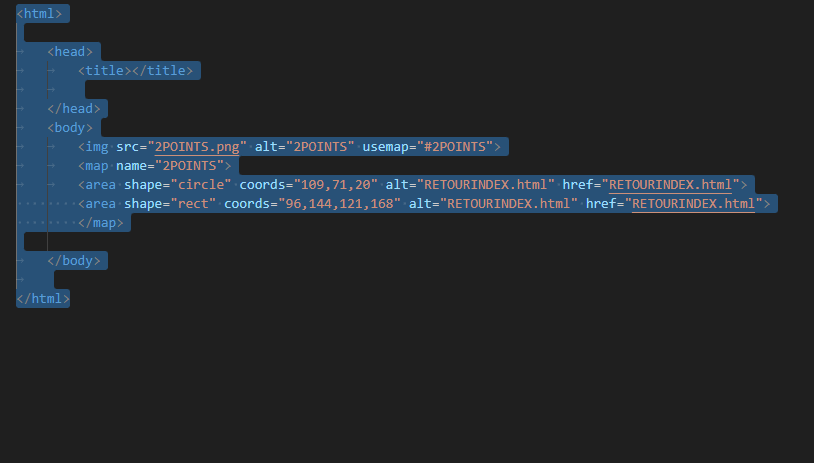 <html>
<head>
<title></title>
</head>
<body>
<img src="2POINTS.png" alt="2POINTS" usemap="#2POINTS">
<map name="2POINTS">
<area shape="circle" coords="109,71,20" alt="RETOURINDEX.html" href="RETOURINDEX.html">
<area shape="rect" coords="96,144,121,168" alt="RETOURINDEX.html" href="RETOURINDEX.html">
</map>
</body>
</html>